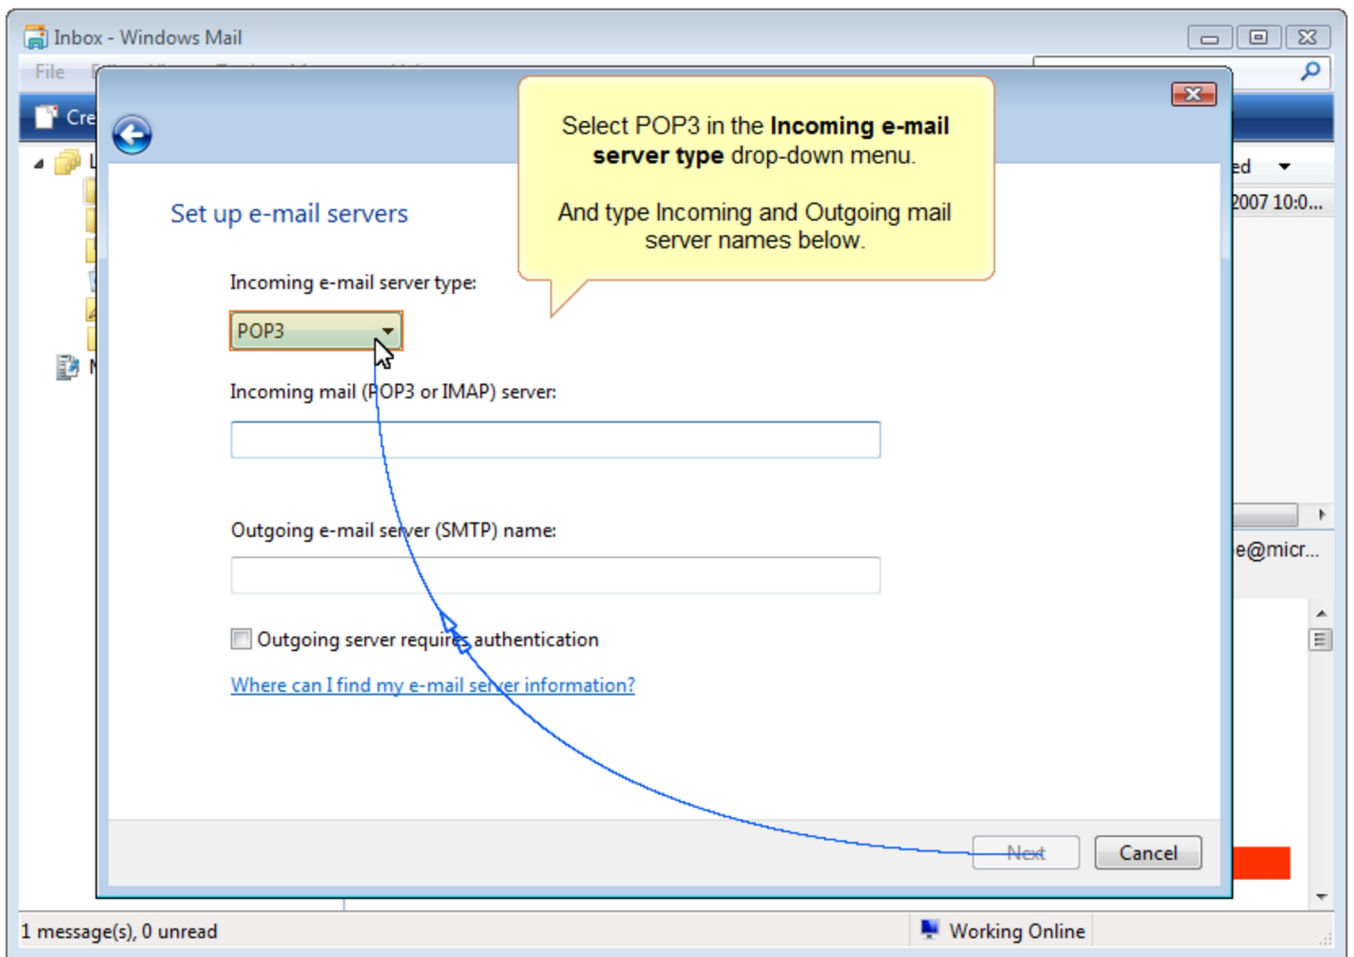 Inbox - Windows Mail
File
Select POP3 in the Incoming e-mail
server type drop-down menu.
And type Incoming and Outgoing mail
server names below.
Set up e-mail servers
2007 10:0...
Incoming e-mail server type:
POP3
Incoming mail (POP3 or IMAP) server:
Outgoing e-mail server (SMTP) name:
e@micr...
Outgoing server requires authentication
Where can I find my e-mail server information?
Next
Cancel
1 message(s), 0 unread
Working Online